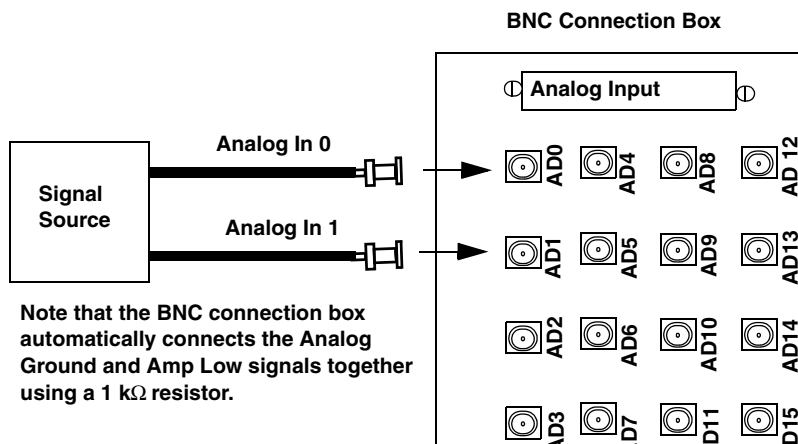 BNC Connection Box
Analog Input
Analog In 0
Signal
Source
Analog In 1
AD0
AD4
AD8
AD 12
AD1
AD5
AD9
AD13
AD2
AD6
AD10
AD14
AD3
AD7
AD11
AD15
Note that the BNC connection box
automatically connects the Analog
Ground and Amp Low signals together
using a 1 kΩ resistor.